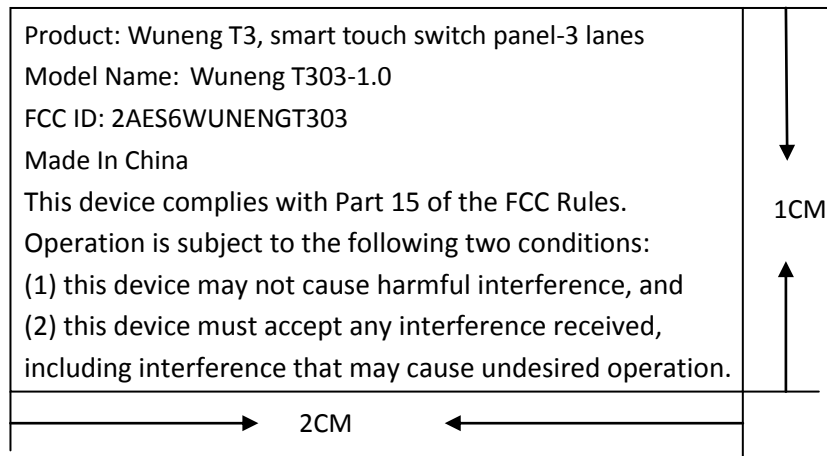 Product: Wuneng T3, smart touch switch panel-3 lanes
Model Name: Wuneng T303-1.0
FCC ID: 2AES6WUNENGT303
Made In China
This device complies with Part 15 of the FCC Rules.
Operation is subject to the following two conditions:
(1) this device may not cause harmful interference, and
(2) this device must accept any interference received,
including interference that may cause undesired operation.
1CM
2CM